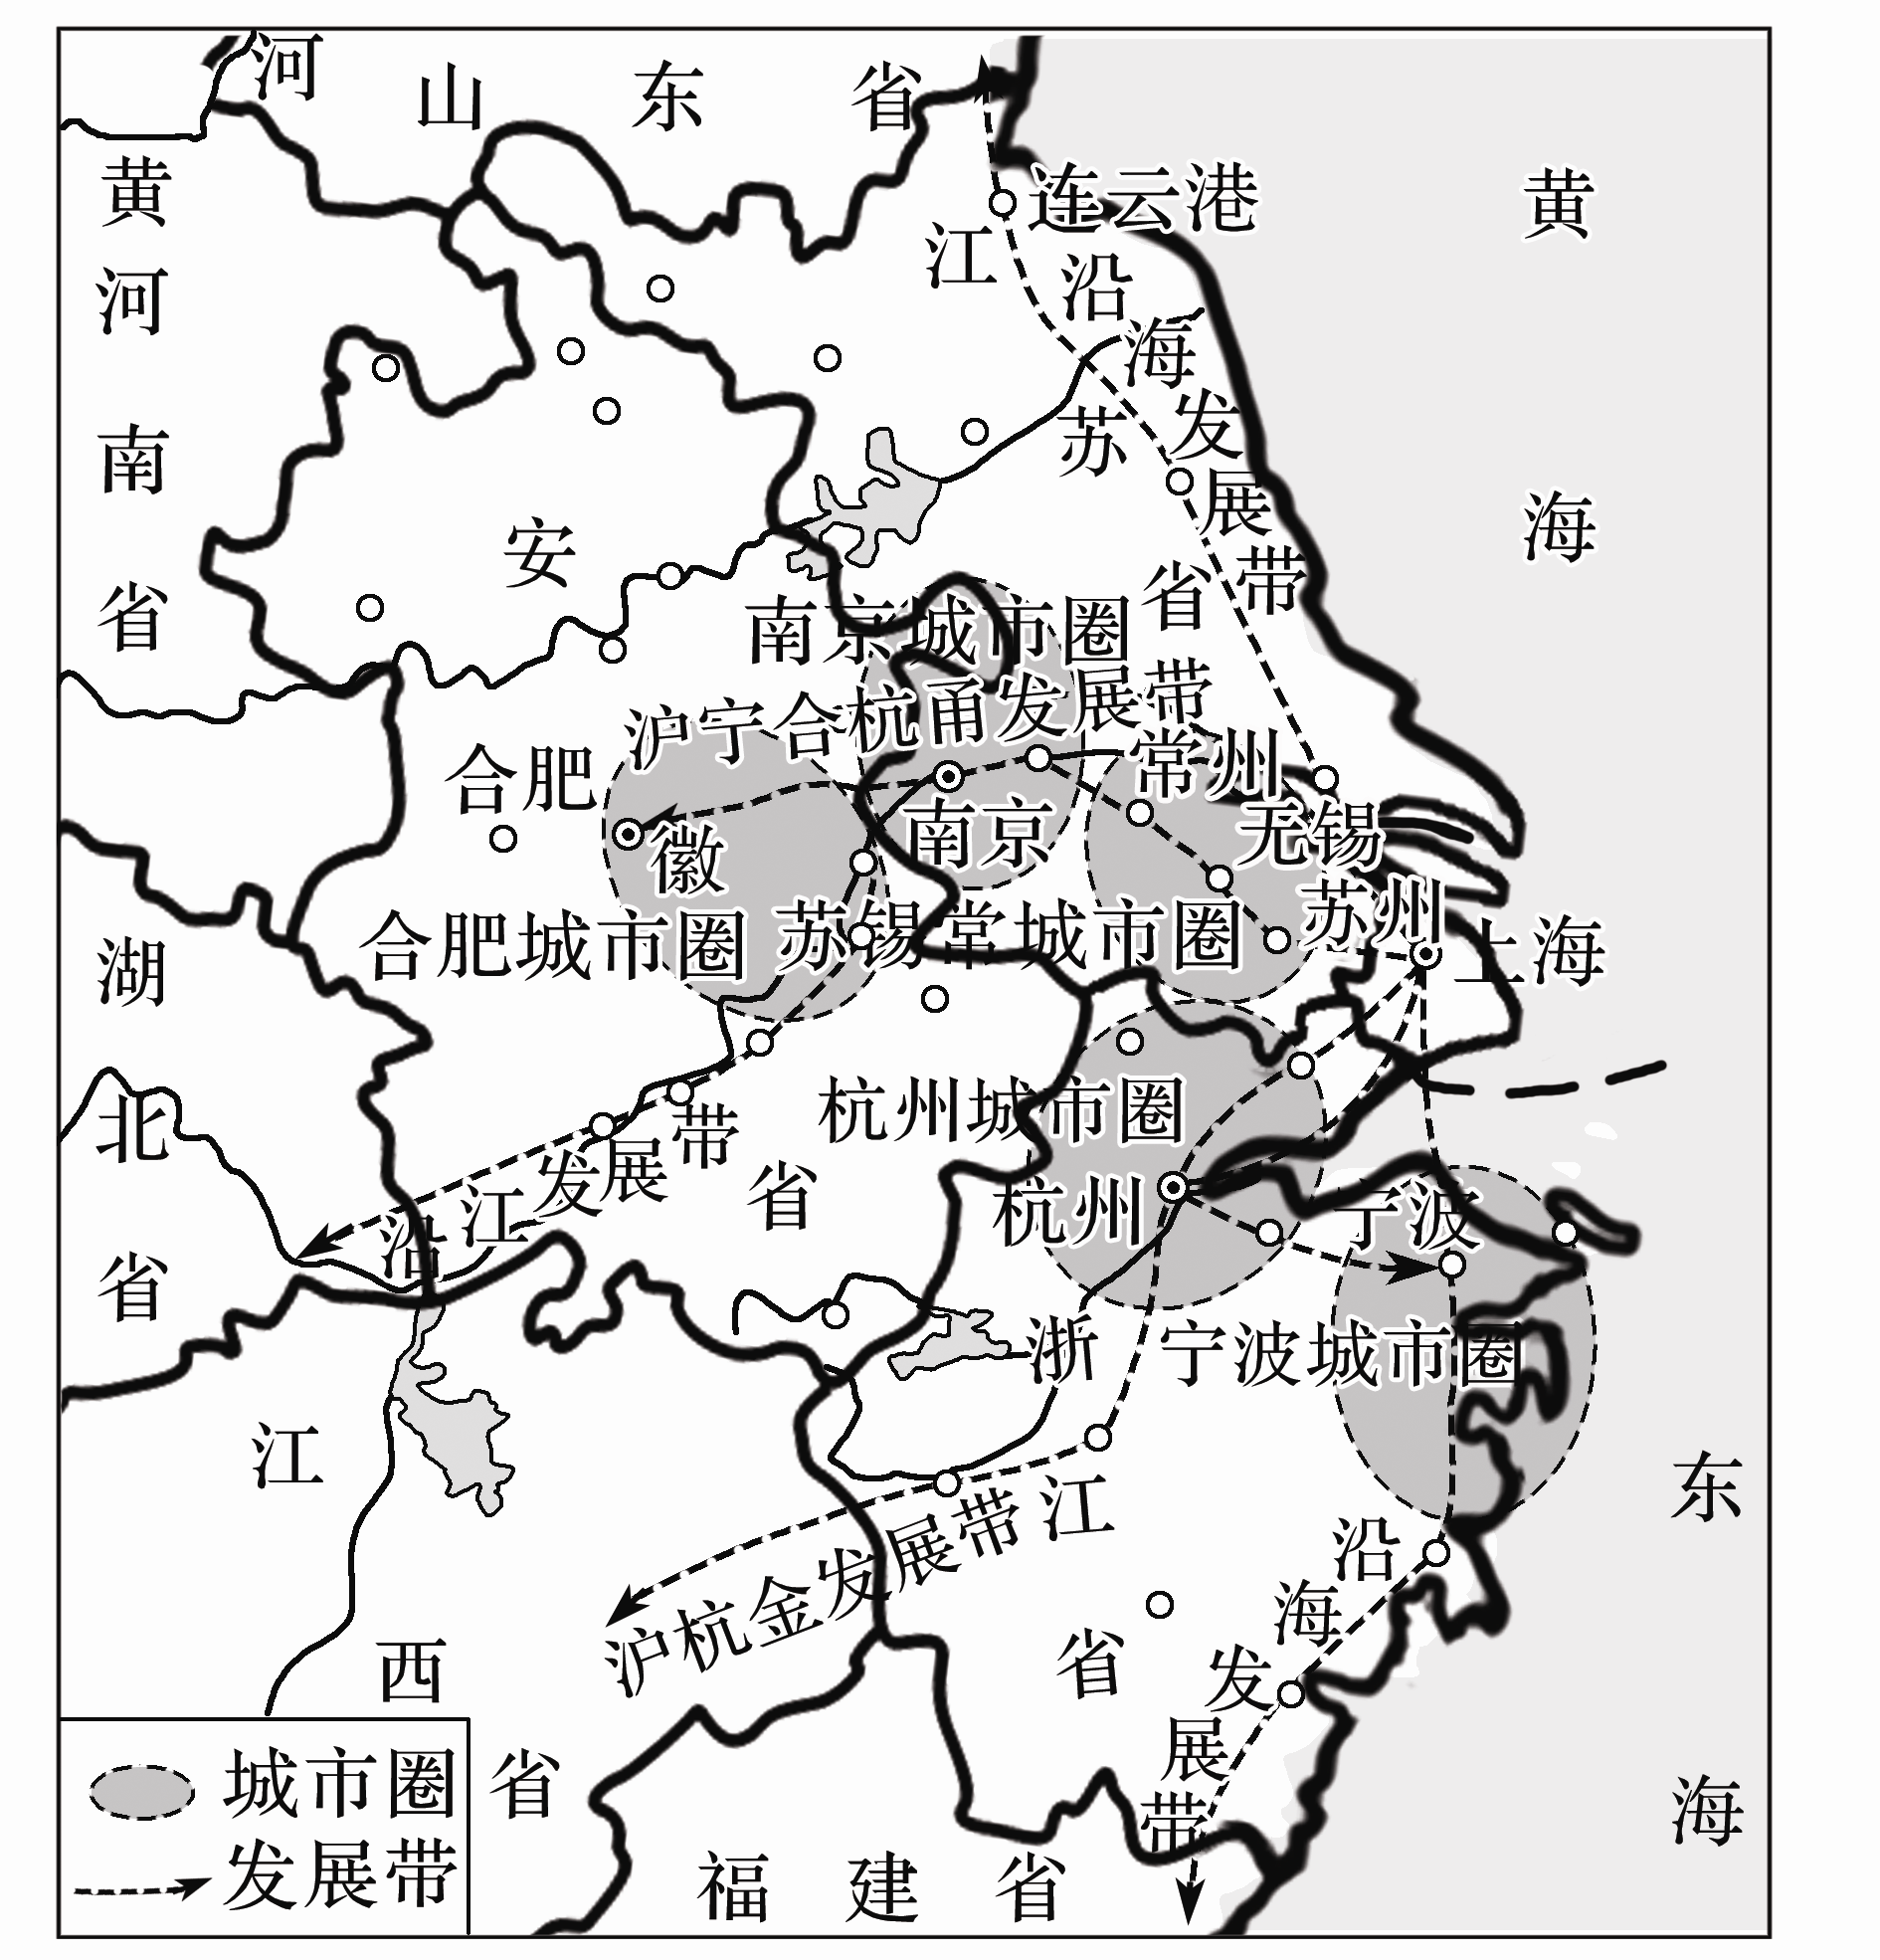 河
山东省
黄河
南省
连云港
江苏省
沿海发展带
黄海
安徽省
南京城市圈
沪宁合杭甬发展带
合肥
常州
南京
无锡
合肥城市圈
苏锡常城市圈
苏州
上海
湖北省
杭州城市圈
沿江发展带
杭州
宁波
浙江省
宁波城市圈
江西省
沪杭金发展带
沿海发展带
东海
城市圈
发展带
福建省